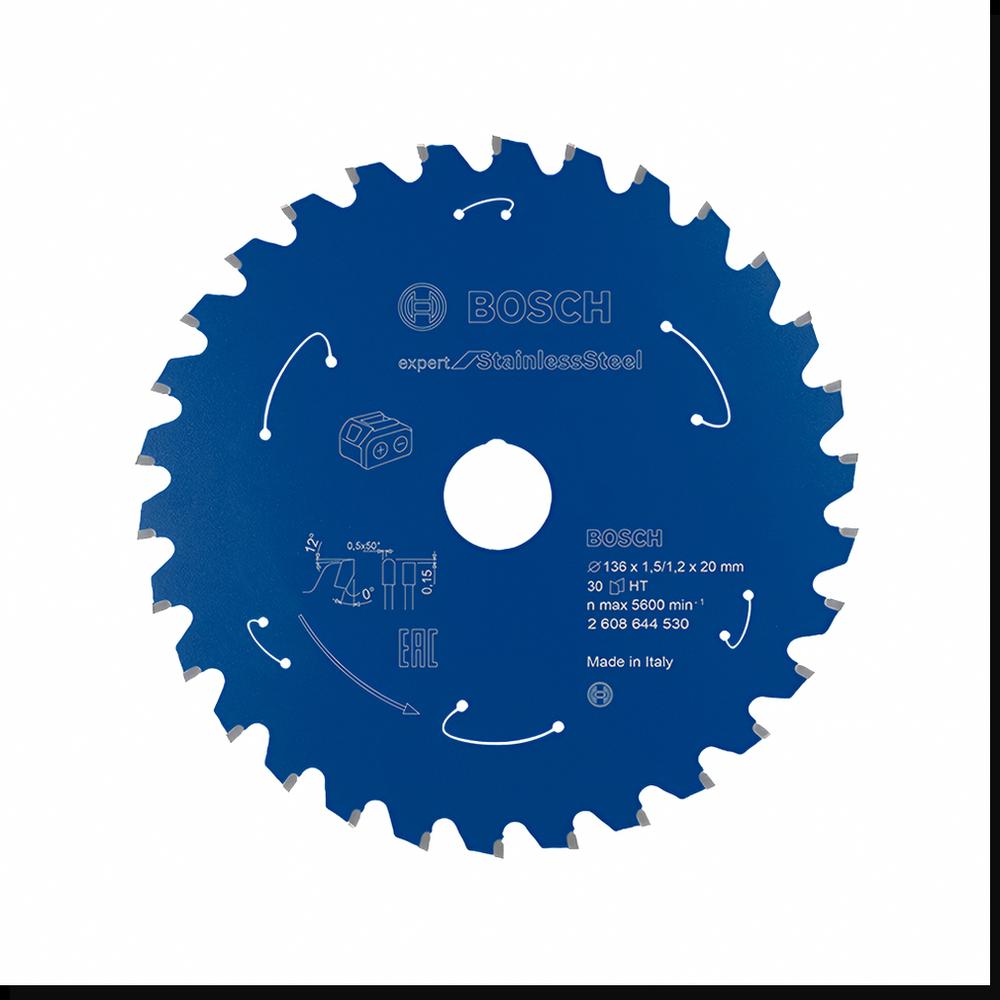 BOSCH
expert StainlessSteel
12°
0,5x50°
0°
0,15
EAC
BOSCH
Ø 136 x 1,5/1,2 x 20 mm
30 HT
n max 5600 min⁻¹
2 608 644 530
Made in Italy